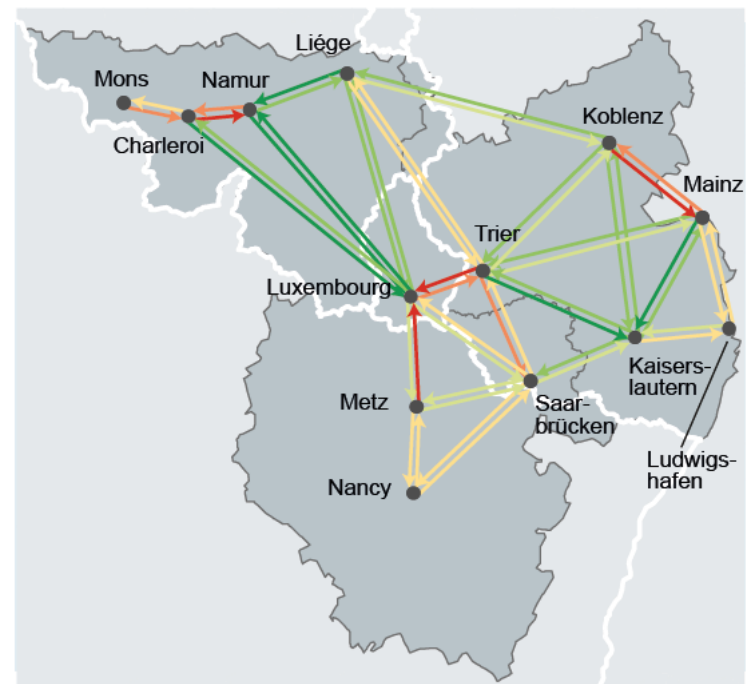 Liége
Mons
Namur
Charleroi
Koblenz
Mainz
Trier
Luxembourg
Kaisers-
lautern
Metz
Saar-
brücken
Ludwigs-
hafen
Nancy